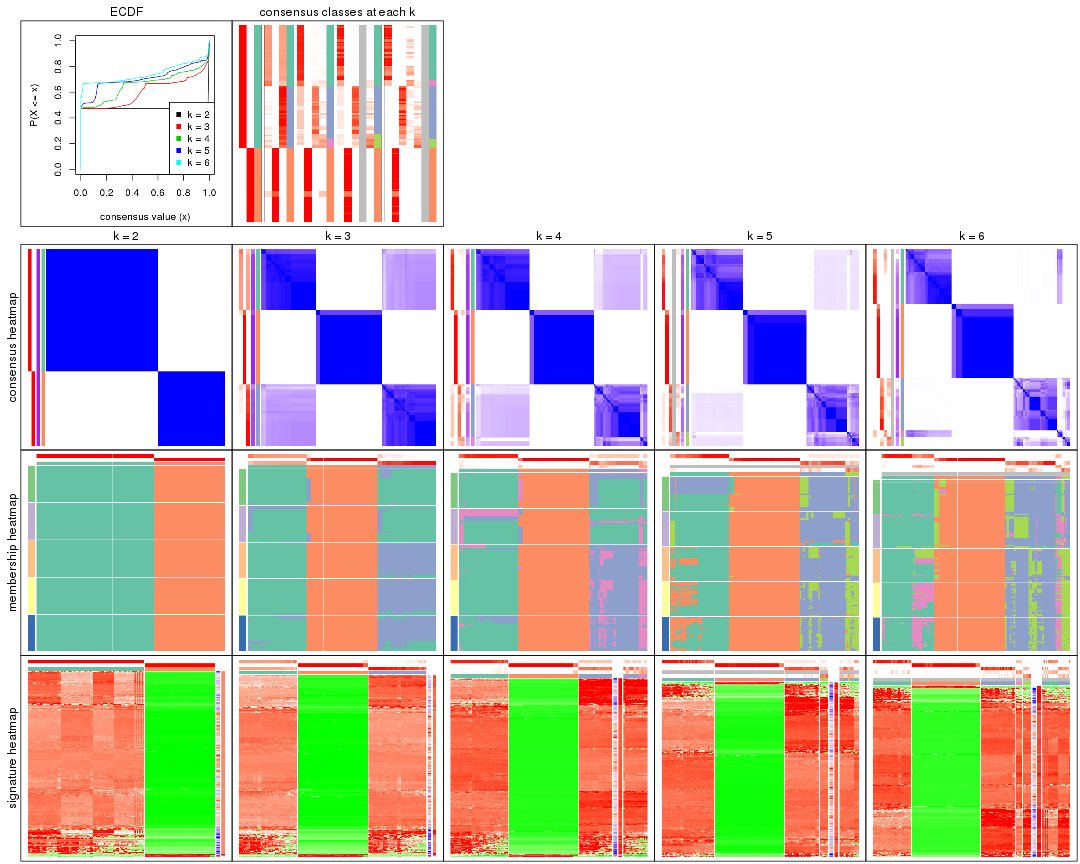 ECDF
consensus classes at each k
P(X <= x)
1.0
0.8
0.6
0.4
0.2
0.0
k = 2
k = 3
k = 4
k = 5
k = 6
0.0 0.2 0.4 0.6 0.8 1.0
consensus value (x)
k = 2
k = 3
k = 4
k = 5
k = 6
consensus heatmap
membership heatmap
signature heatmap